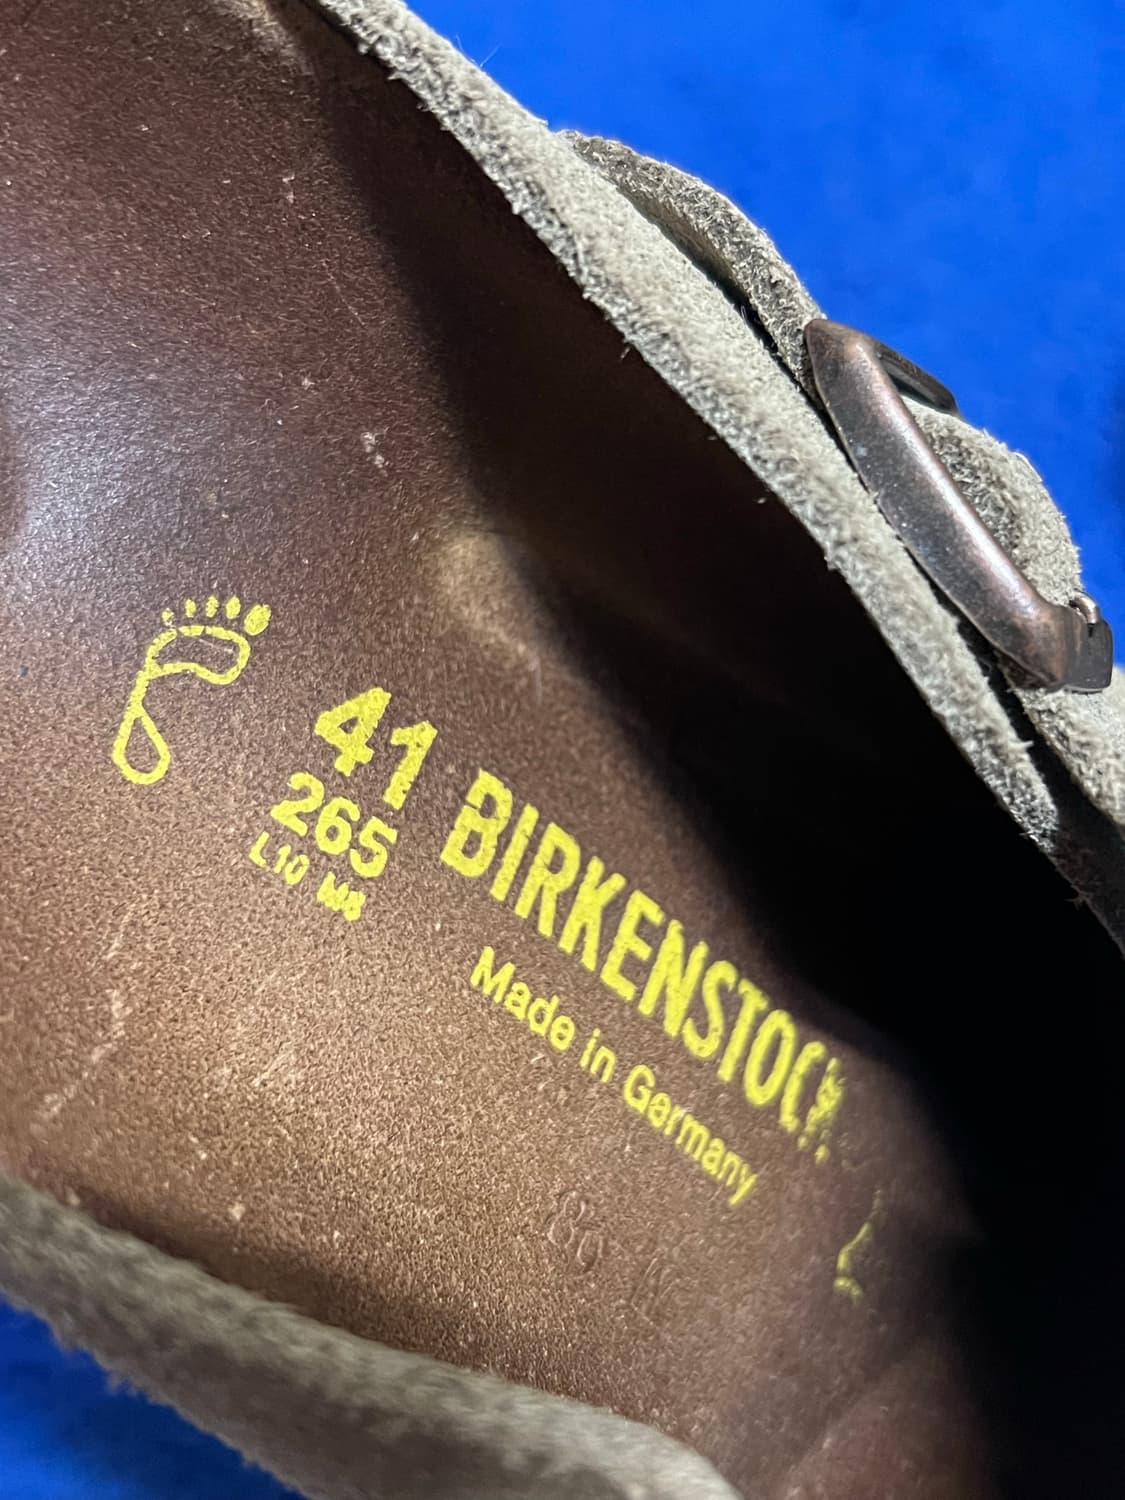 41
265
L10 M8
BIRKENSTOCK
Made in Germany